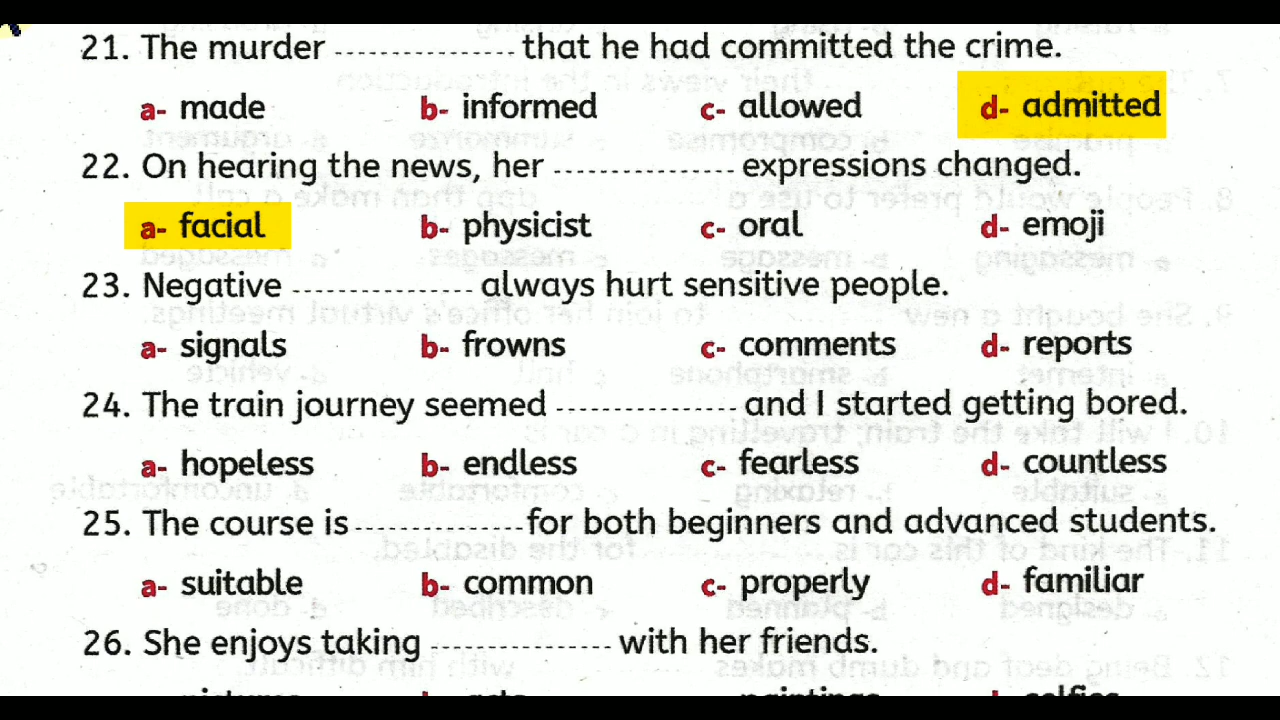 21. The murder ................ that he had committed the crime.
a- made b- informed c- allowed d- admitted
22. On hearing the news, her ................ expressions changed.
a- facial b- physicist c- oral d- emoji
23. Negative ................ always hurt sensitive people.
a- signals b- frowns c- comments d- reports
24. The train journey seemed ................ and I started getting bored.
a- hopeless b- endless c- fearless d- countless
25. The course is ............... for both beginners and advanced students.
a- suitable b- common c- properly d- familiar
26. She enjoys taking ................ with her friends.